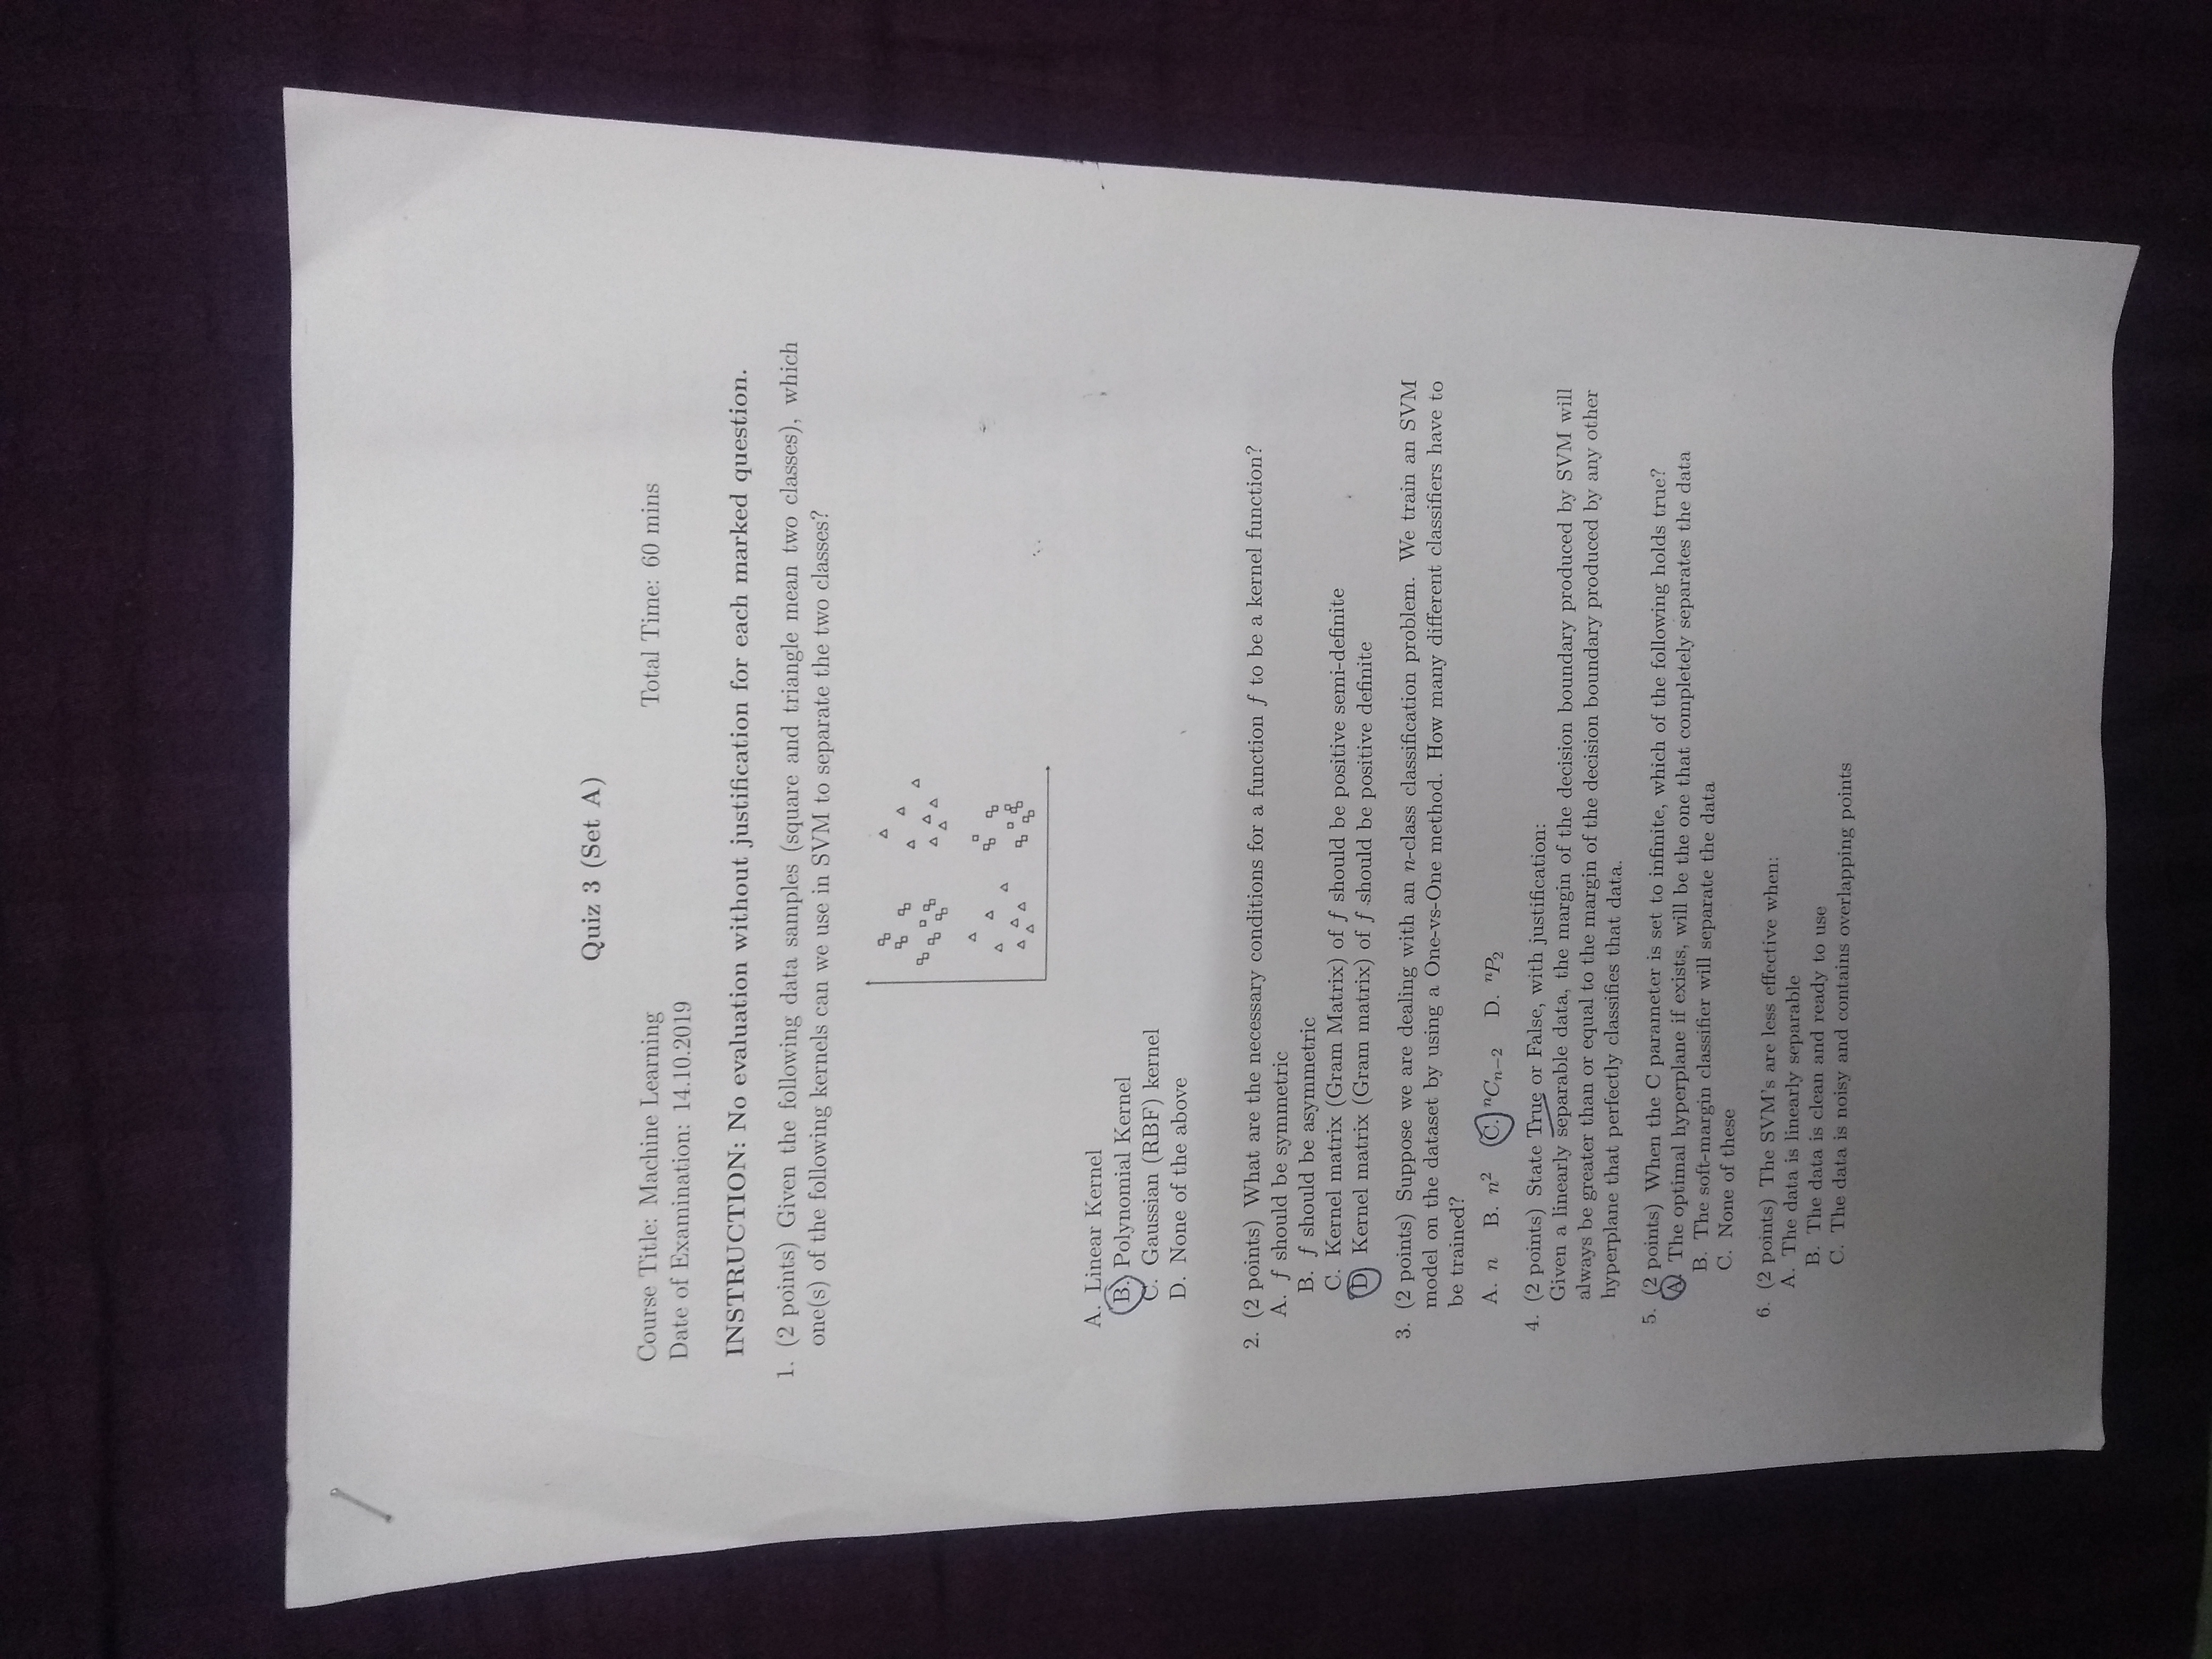 Quiz 3 (Set A)
Course Title: Machine Learning Total Time: 60 mins
Date of Examination: 14.10.2019
INSTRUCTION: No evaluation without justification for each marked question.
1. (2 points) Given the following data samples (square and triangle mean two classes), which
one(s) of the following kernels can we use in SVM to separate the two classes?
A. Linear Kernel
B. Polynomial Kernel
C. Gaussian (RBF) kernel
D. None of the above
2. (2 points) What are the necessary conditions for a function f to be a kernel function?
A. f should be symmetric
B. f should be asymmetric
C. Kernel matrix (Gram Matrix) of f should be positive semi-definite
D. Kernel matrix (Gram matrix) of f should be positive definite
3. (2 points) Suppose we are dealing with an n-class classification problem. We train an SVM
model on the dataset by using a One-vs-One method. How many different classifiers have to
be trained?
A. n B. n² C. ⁿCₙ₋₂ D. ⁿP₂
4. (2 points) State True or False, with justification:
Given a linearly separable data, the margin of the decision boundary produced by SVM will
always be greater than or equal to the margin of the decision boundary produced by any other
hyperplane that perfectly classifies that data.
5. (2 points) When the C parameter is set to infinite, which of the following holds true?
A. The optimal hyperplane if exists, will be the one that completely separates the data
B. The soft-margin classifier will separate the data
C. None of these
6. (2 points) The SVM's are less effective when:
A. The data is linearly separable
B. The data is clean and ready to use
C. The data is noisy and contains overlapping points